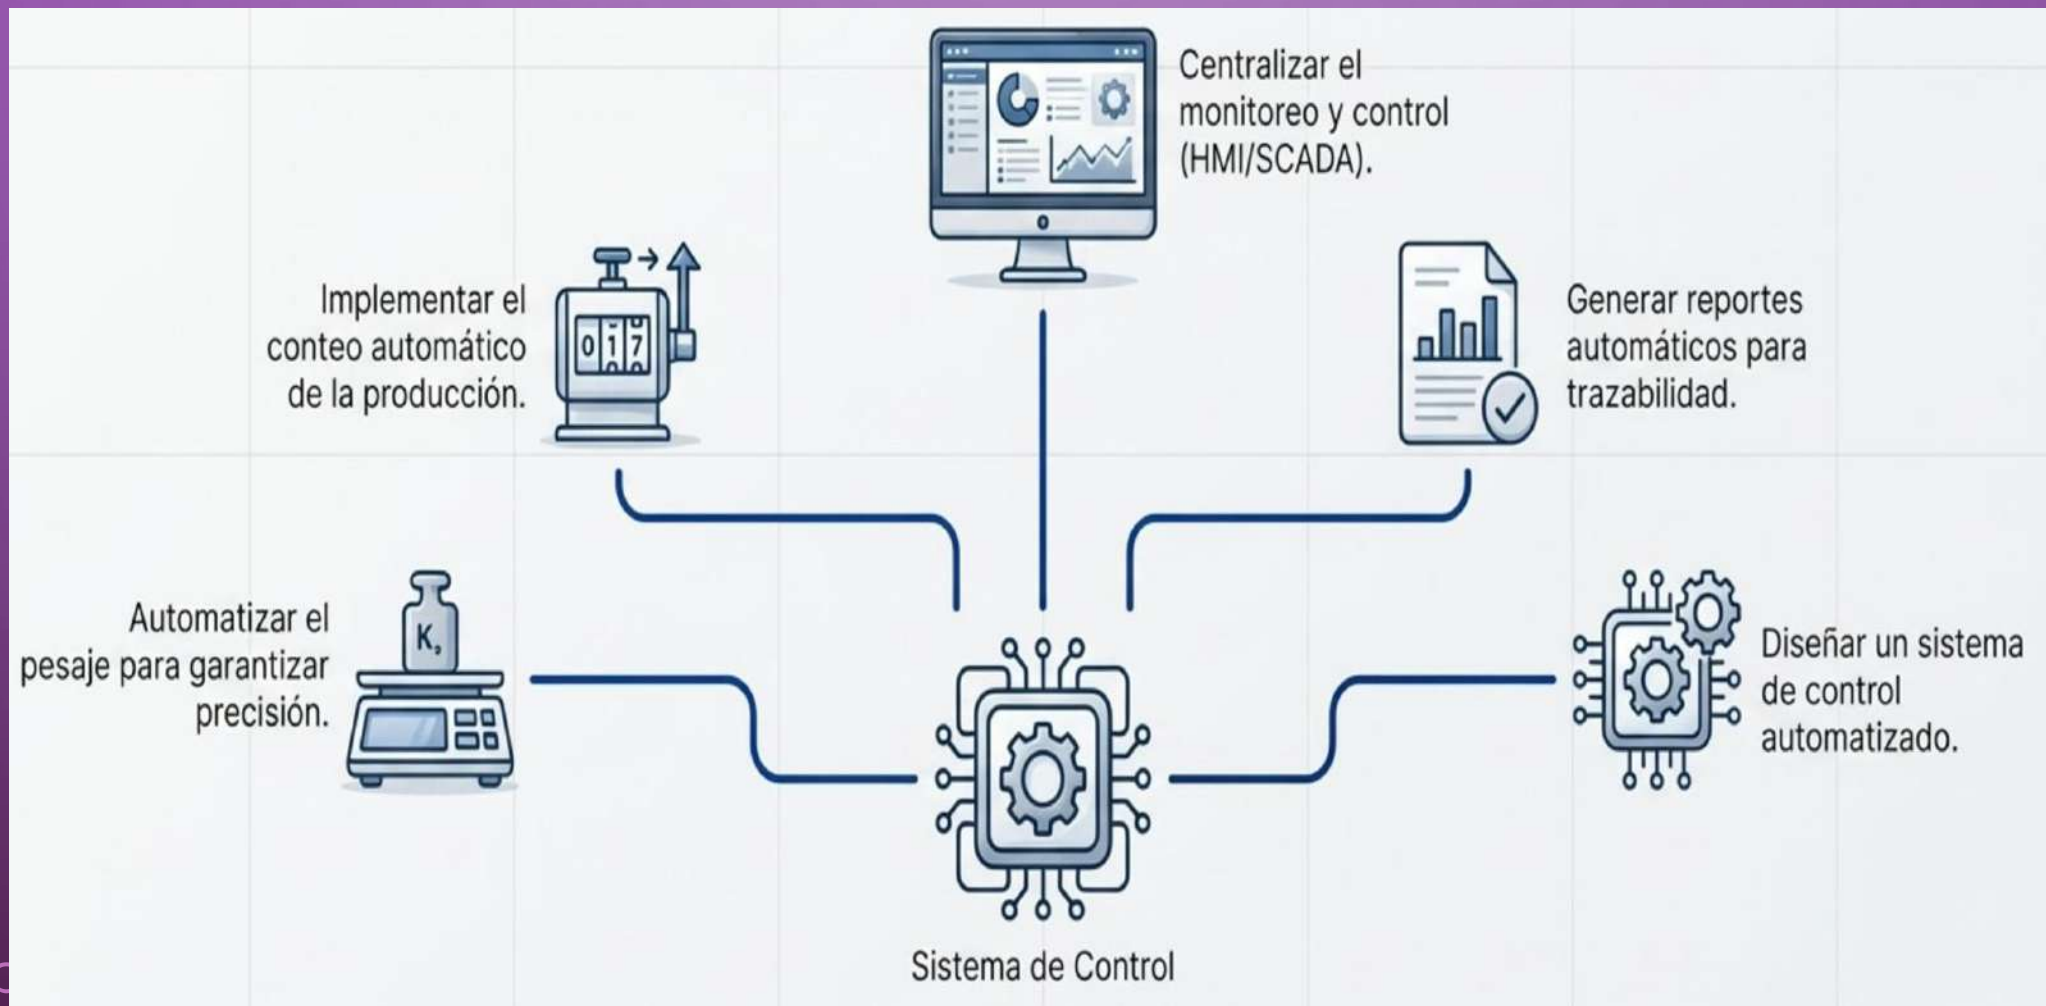 Centralizar el
monitoreo y control
(HMI/SCADA).
Implementar el
conteo automático
de la producción.
017
Generar reportes
automáticos para
trazabilidad.
Automatizar el
pesaje para garantizar
precisión.
K,
Diseñar un sistema
de control
automatizado.
Sistema de Control